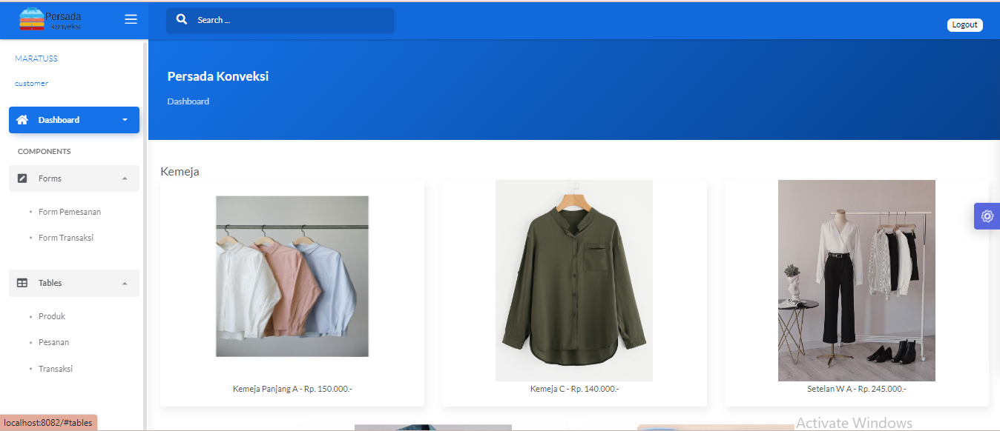 Persada
konveksi
Search ...
Logout
MARATUSS
customer
Persada Konveksi
Dashboard
Dashboard
COMPONENTS
Forms
Form Pemesanan
Form Transaksi
Tables
Produk
Pesanan
Transaksi
Kemeja
Kemeja Panjang A - Rp. 150.000.-
Kemeja C - Rp. 140.000.-
Setelan W A - Rp. 245.000.-
localhost:8082/#tables
Activate Windows